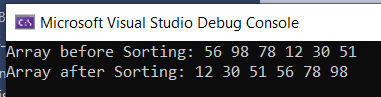 Microsoft Visual Studio Debug Console
Array before Sorting: 56 98 78 12 30 51
Array after Sorting: 12 30 51 56 78 98